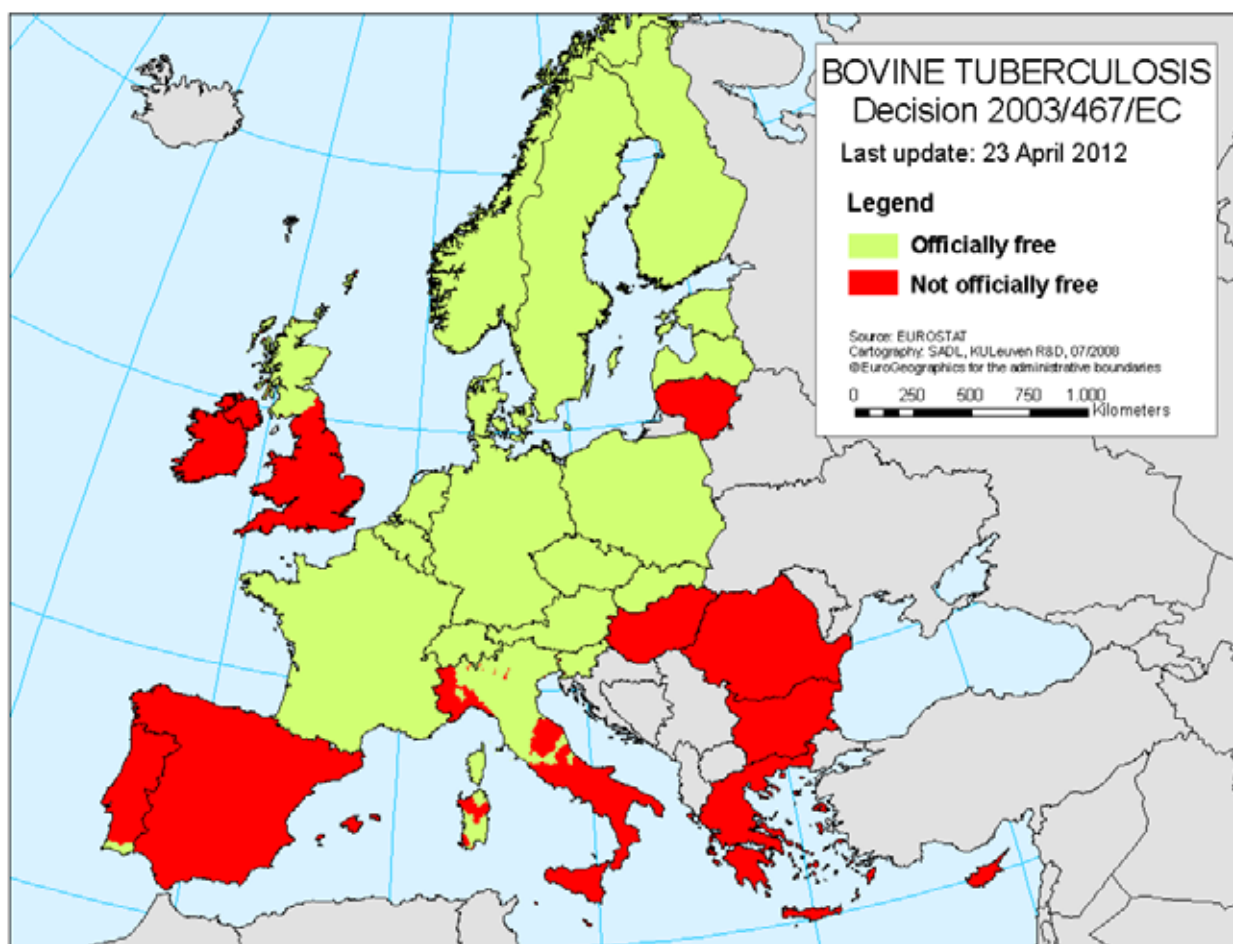 BOVINE TUBERCULOSIS
Decision 2003/467/EC
Last update: 23 April 2012
Legend
Officially free
Not officially free
Source: EUROSTAT
Cartography: SADL, KULeuven R&D, 07/2008
©EuroGeographics for the administrative boundaries
0 250 500 750 1.000
Kilometers